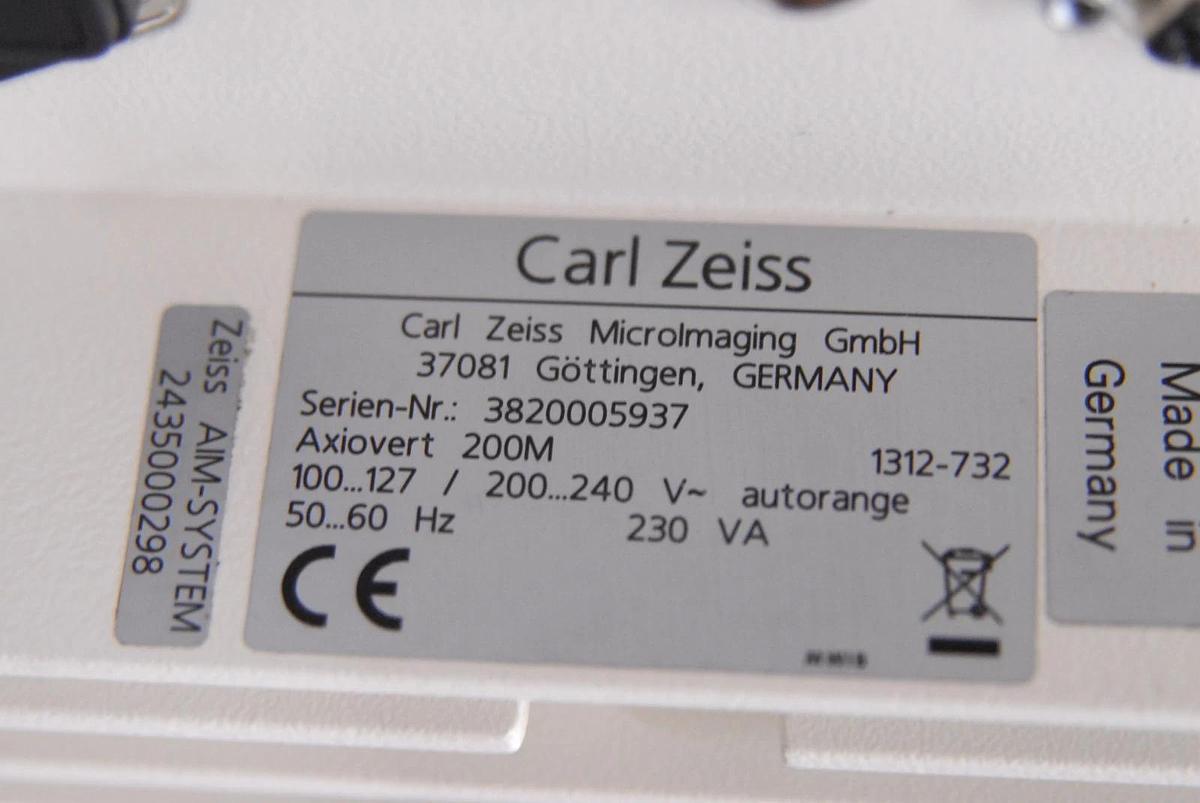 Carl Zeiss
Carl Zeiss MicroImaging GmbH
37081 Göttingen, GERMANY
Serien-Nr.: 3820005937
Axiovert 200M 1312-732
100...127 / 200...240 V~ autorange
50...60 Hz 230 VA
CE
Zeiss AIM-SYSTEM
2435000298
Made in
Germany